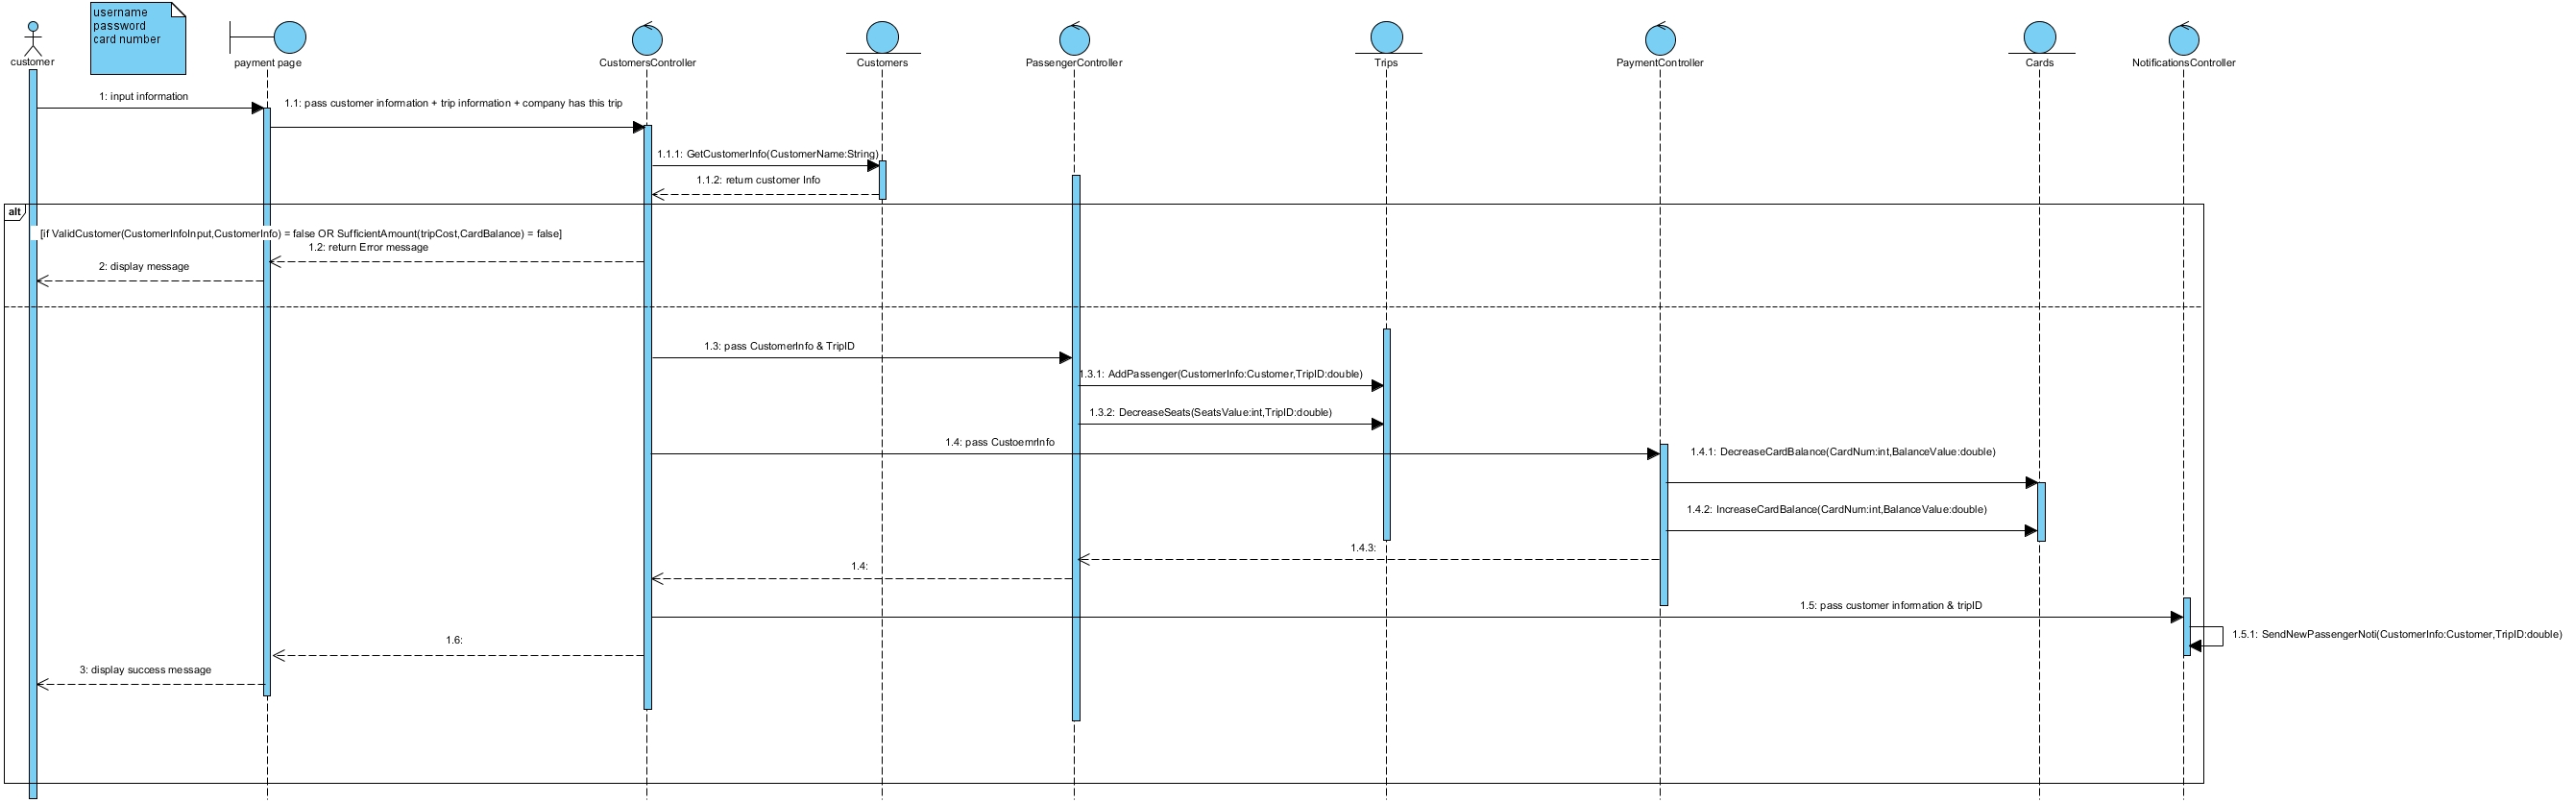 username
password
card number
customer
payment page
CustomersController
Customers
PassengerController
Trips
PaymentController
Cards
NotificationsController
1: input information
1.1: pass customer information + trip information + company has this trip
1.1.1: GetCustomerInfo(CustomerName:String)
1.1.2: return customer Info
alt
[if ValidCustomer(CustomerInfoInput,CustomerInfo) = false OR SufficientAmount(tripCost,CardBalance) = false]
1.2: return Error message
2: display message
1.3: pass CustomerInfo & TripID
1.3.1: AddPassenger(CustomerInfo:Customer,TripID:double)
1.3.2: DecreaseSeats(SeatsValue:int,TripID:double)
1.4: pass CustoemrInfo
1.4.1: DecreaseCardBalance(CardNum:int,BalanceValue:double)
1.4.2: IncreaseCardBalance(CardNum:int,BalanceValue:double)
1.4.3:
1.4:
1.5: pass customer information & tripID
1.5.1: SendNewPassengerNoti(CustomerInfo:Customer,TripID:double)
1.6:
3: display success message